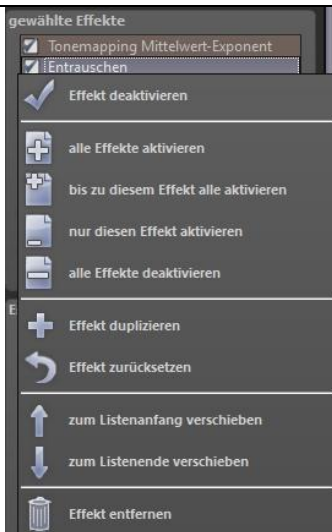 gewählte Effekte
Tonemapping Mittelwert-Exponent
Entrauschen
Effekt deaktivieren
alle Effekte aktivieren
bis zu diesem Effekt alle aktivieren
nur diesen Effekt aktivieren
alle Effekte deaktivieren
E
Effekt duplizieren
Effekt zurücksetzen
zum Listenanfang verschieben
zum Listenende verschieben
Effekt entfernen